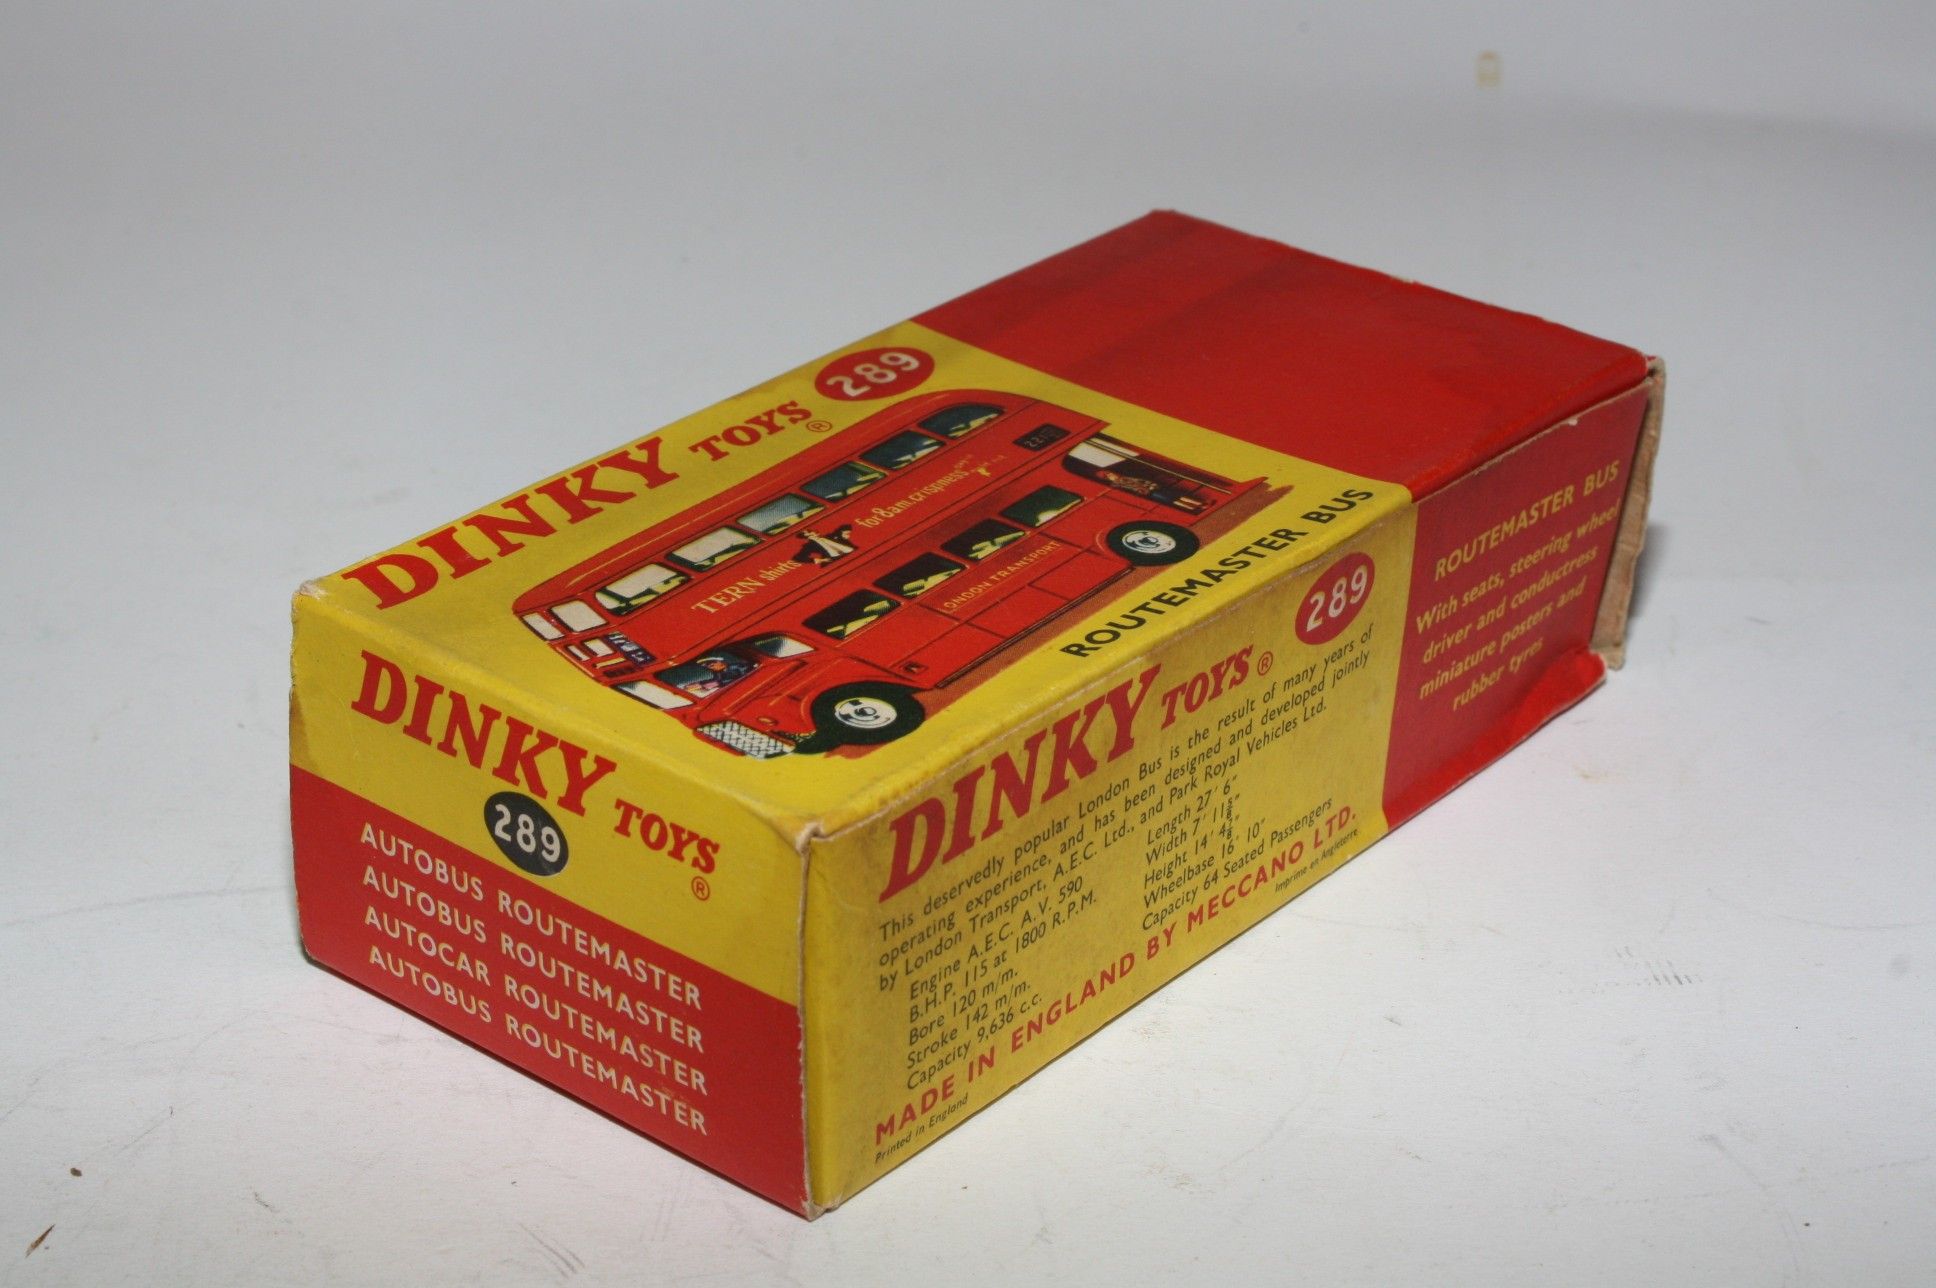 DINKY TOYS® 289
TERN shirts for 8am. crispness
LONDON TRANSPORT
ROUTEMASTER BUS
DINKY TOYS®
289
AUTOBUS ROUTEMASTER
AUTOBUS ROUTEMASTER
AUTOCAR ROUTEMASTER
AUTOBUS ROUTEMASTER
DINKY TOYS® 289
This deservedly popular London Bus is the result of many years of
operating experience, and has been designed and developed jointly
by London Transport, A.E.C. Ltd., and Park Royal Vehicles Ltd.
Engine A.E.C. A.V. 590
B.H.P. 115 at 1800 R.P.M.
Bore 120 m/m.
Stroke 142 m/m.
Capacity 9,636 c.c.
Length 27' 6"
Width 7' 11
Height 14' 4
Wheelbase 16' 10"
Capacity 64 Seated Passengers
MADE IN ENGLAND BY MECCANO LTD.
Printed in England
Imprimé en Angleterre
ROUTEMASTER BUS
With seats, steering wheel
driver and conductress
miniature posters and
rubber tyres